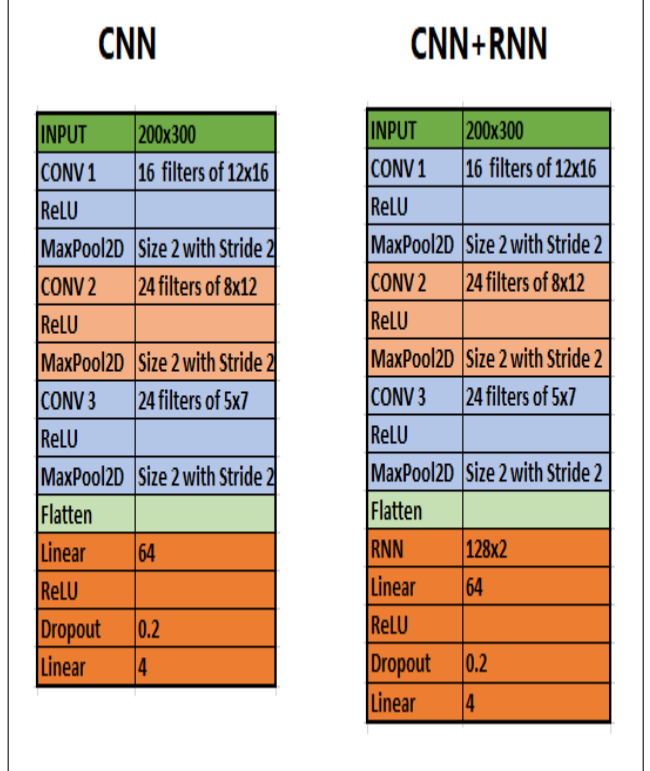 CNN
INPUT 200x300
CONV 1 16 filters of 12x16
ReLU
MaxPool2D Size 2 with Stride 2
CONV 2 24 filters of 8x12
ReLU
MaxPool2D Size 2 with Stride 2
CONV 3 24 filters of 5x7
ReLU
MaxPool2D Size 2 with Stride 2
Flatten
Linear 64
ReLU
Dropout 0.2
Linear 4
CNN+RNN
INPUT 200x300
CONV 1 16 filters of 12x16
ReLU
MaxPool2D Size 2 with Stride 2
CONV 2 24 filters of 8x12
ReLU
MaxPool2D Size 2 with Stride 2
CONV 3 24 filters of 5x7
ReLU
MaxPool2D Size 2 with Stride 2
Flatten
RNN 128x2
Linear 64
ReLU
Dropout 0.2
Linear 4